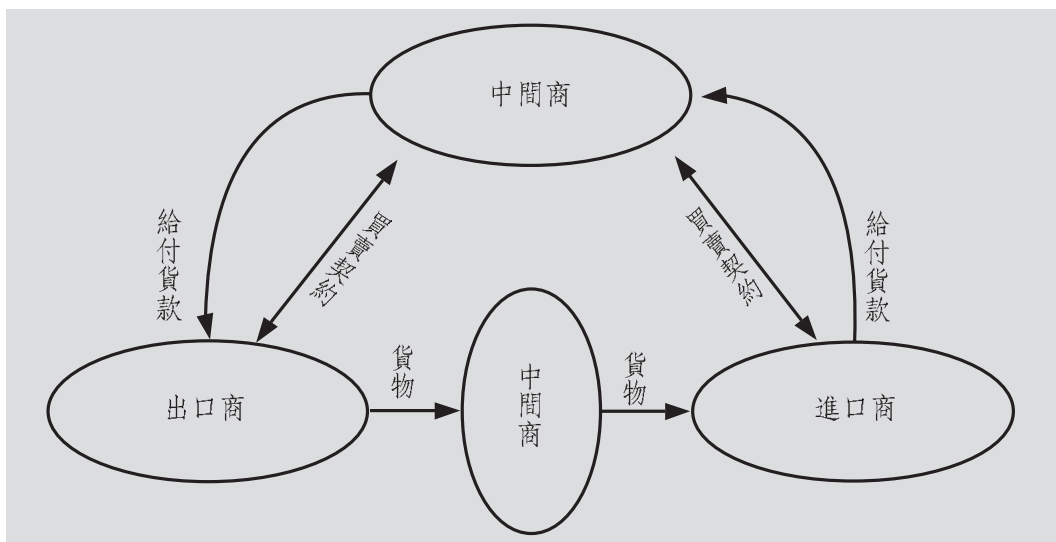 中間商
給付貨款
買賣契約
買賣契約
給付貨款
貨物
貨物
出口商
中間商
進口商